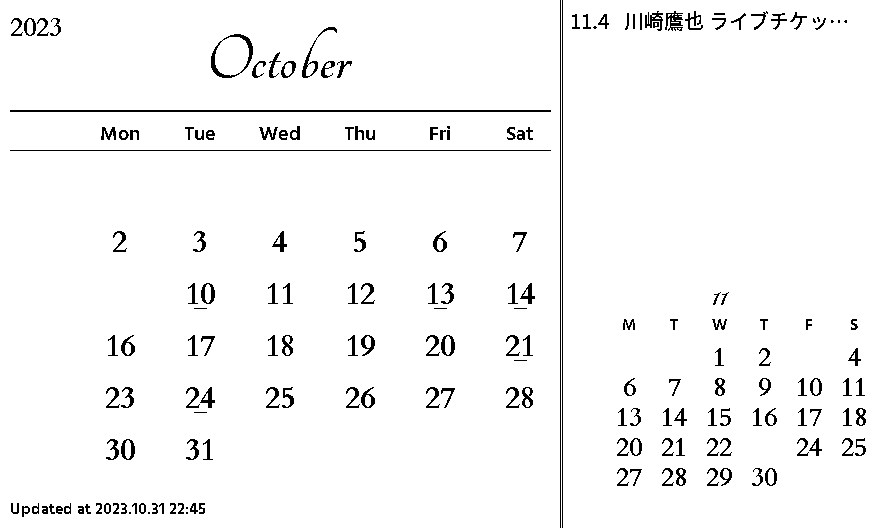 2023
October
Mon Tue Wed Thu Fri Sat
2 3 4 5 6 7
10 11 12 13 14
16 17 18 19 20 21
23 24 25 26 27 28
30 31
Updated at 2023.10.31 22:45
11.4 川崎鷹也 ライブチケッ…
11
M T W T F S
1 2 4
6 7 8 9 10 11
13 14 15 16 17 18
20 21 22 24 25
27 28 29 30